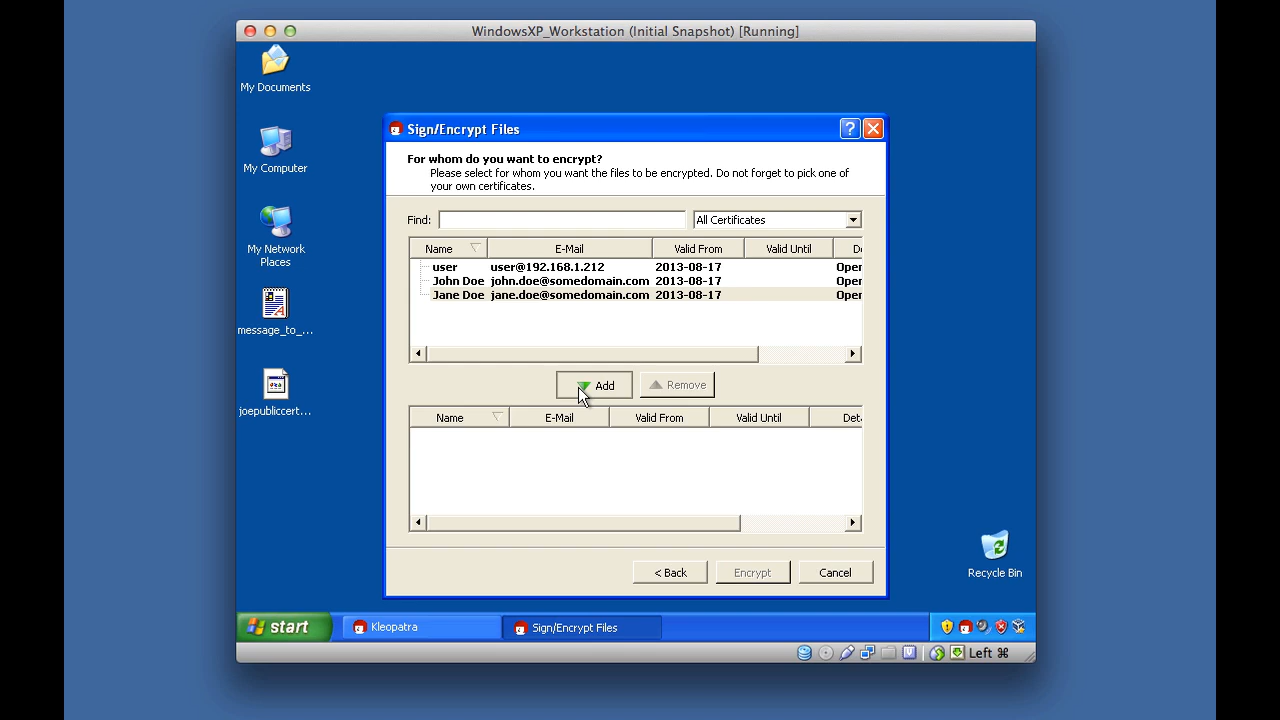 WindowsXP_Workstation (Initial Snapshot) [Running]
My Documents
My Computer
My Network
Places
message_to_...
joepubliccert...
Sign/Encrypt Files
For whom do you want to encrypt?
Please select for whom you want the files to be encrypted. Do not forget to pick one of
your own certificates.
Find:
All Certificates
Name E-Mail Valid From Valid Until
user user@192.168.1.212 2013-08-17 Oper
John Doe john.doe@somedomain.com 2013-08-17 Oper
Jane Doe jane.doe@somedomain.com 2013-08-17 Oper
Add Remove
Name E-Mail Valid From Valid Until Det
< Back Encrypt Cancel
Recycle Bin
start Kleopatra Sign/Encrypt Files
Left ⌘